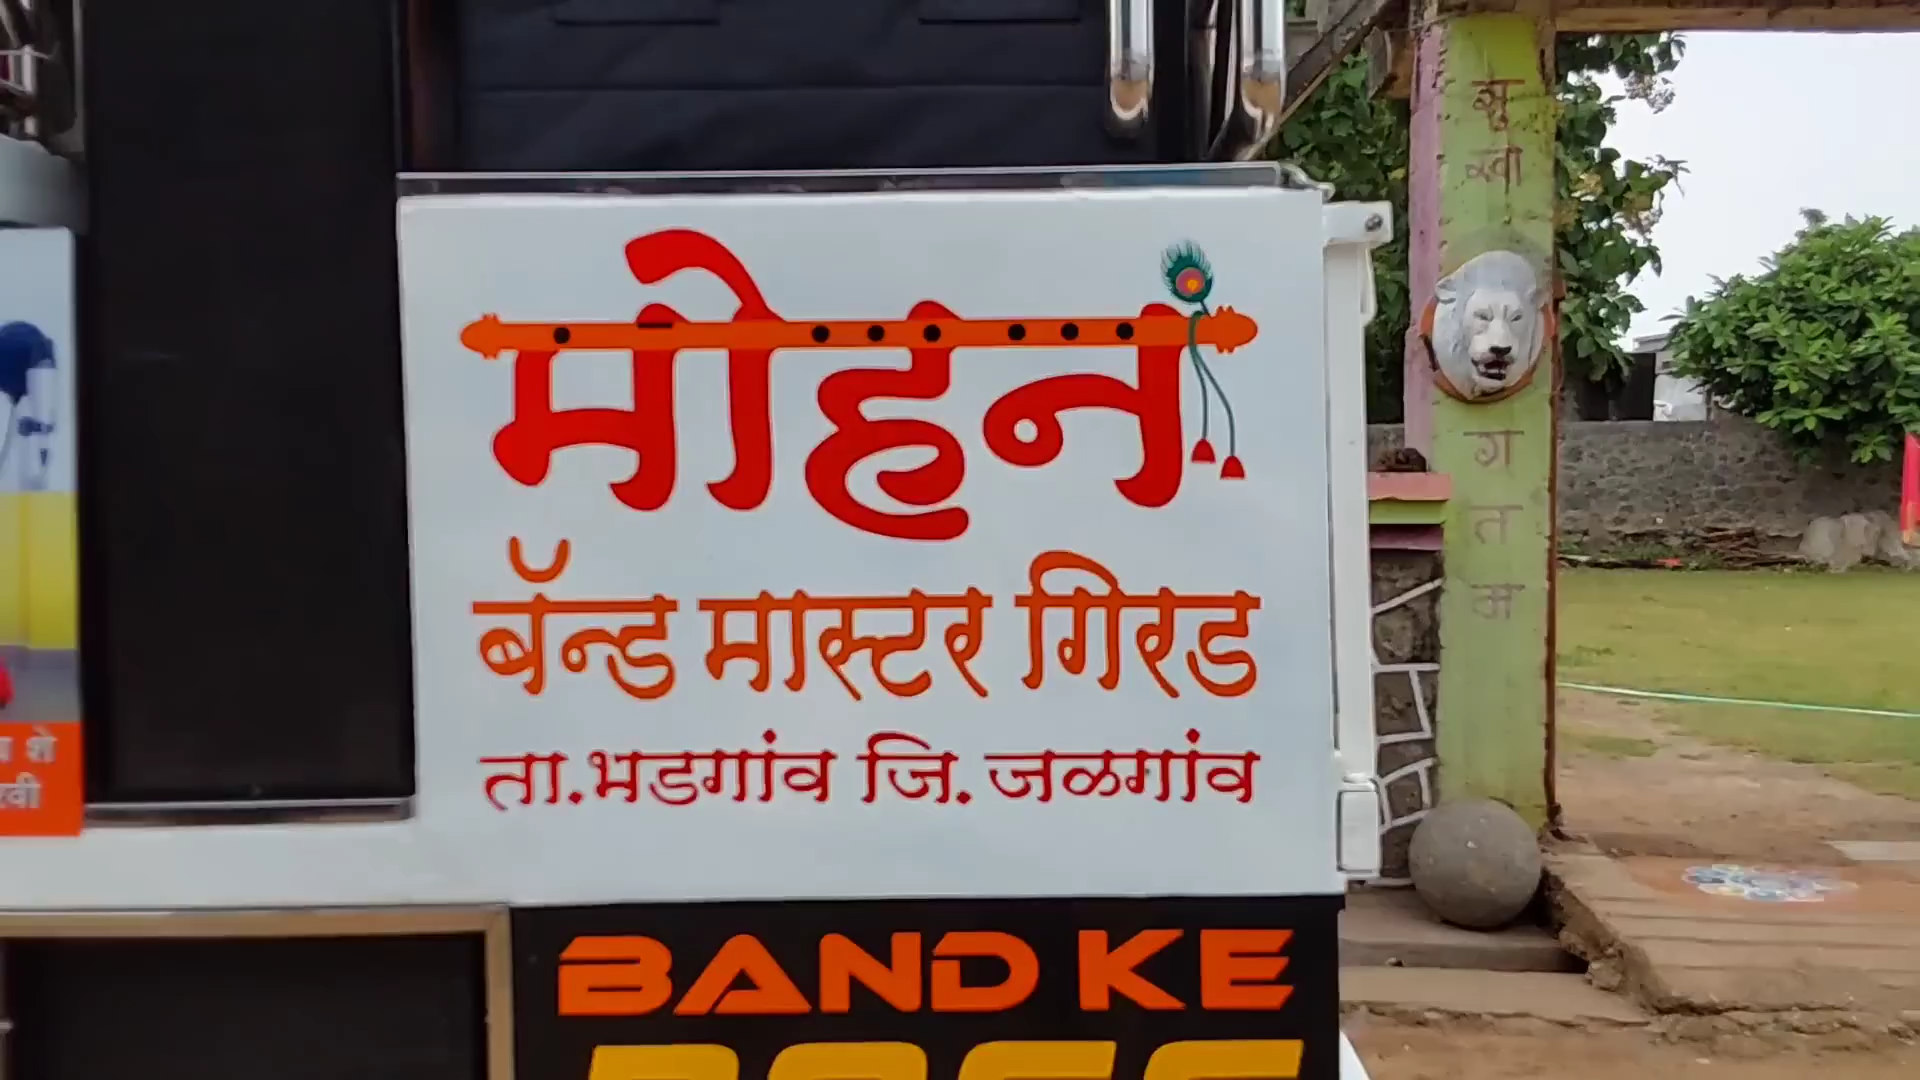 मोहन
बॅन्ड मास्टर गिरड
ता.भडगांव जि. जळगांव
BAND KE
सु
स्वा
ग
त
म
शे